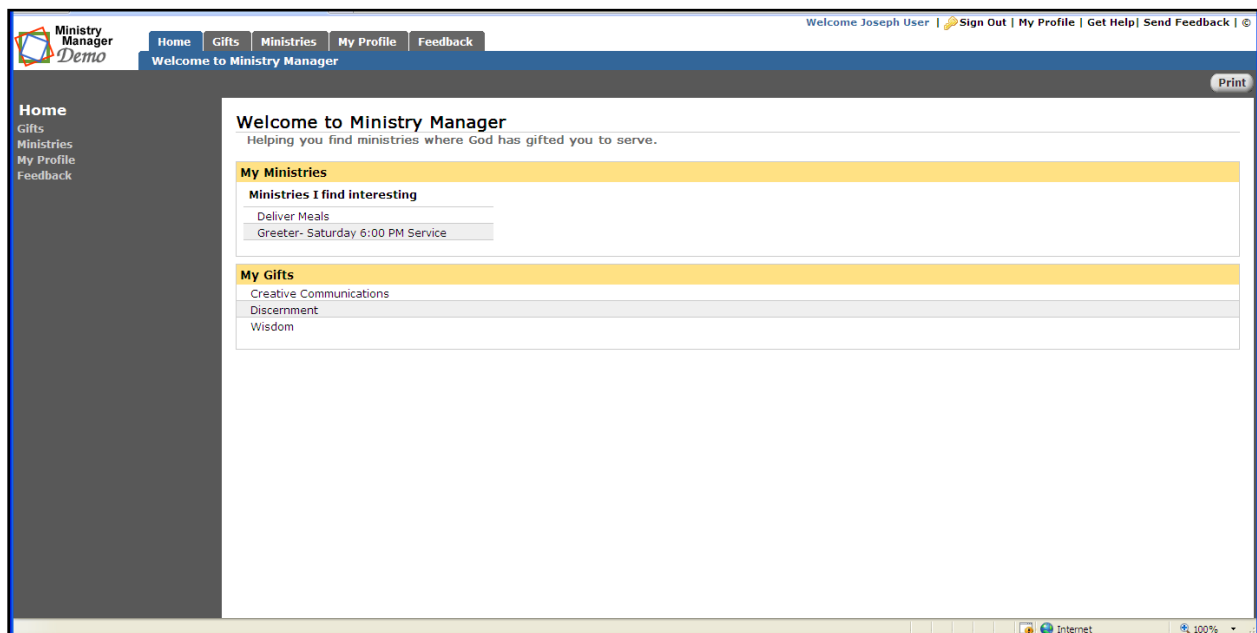 Welcome Joseph User | Sign Out | My Profile | Get Help| Send Feedback | ©
Ministry
Manager
Demo
Home Gifts Ministries My Profile Feedback
Welcome to Ministry Manager
Print
Home
Gifts
Ministries
My Profile
Feedback
Welcome to Ministry Manager
Helping you find ministries where God has gifted you to serve.
My Ministries
Ministries I find interesting
Deliver Meals
Greeter- Saturday 6:00 PM Service
My Gifts
Creative Communications
Discernment
Wisdom
Internet 100%